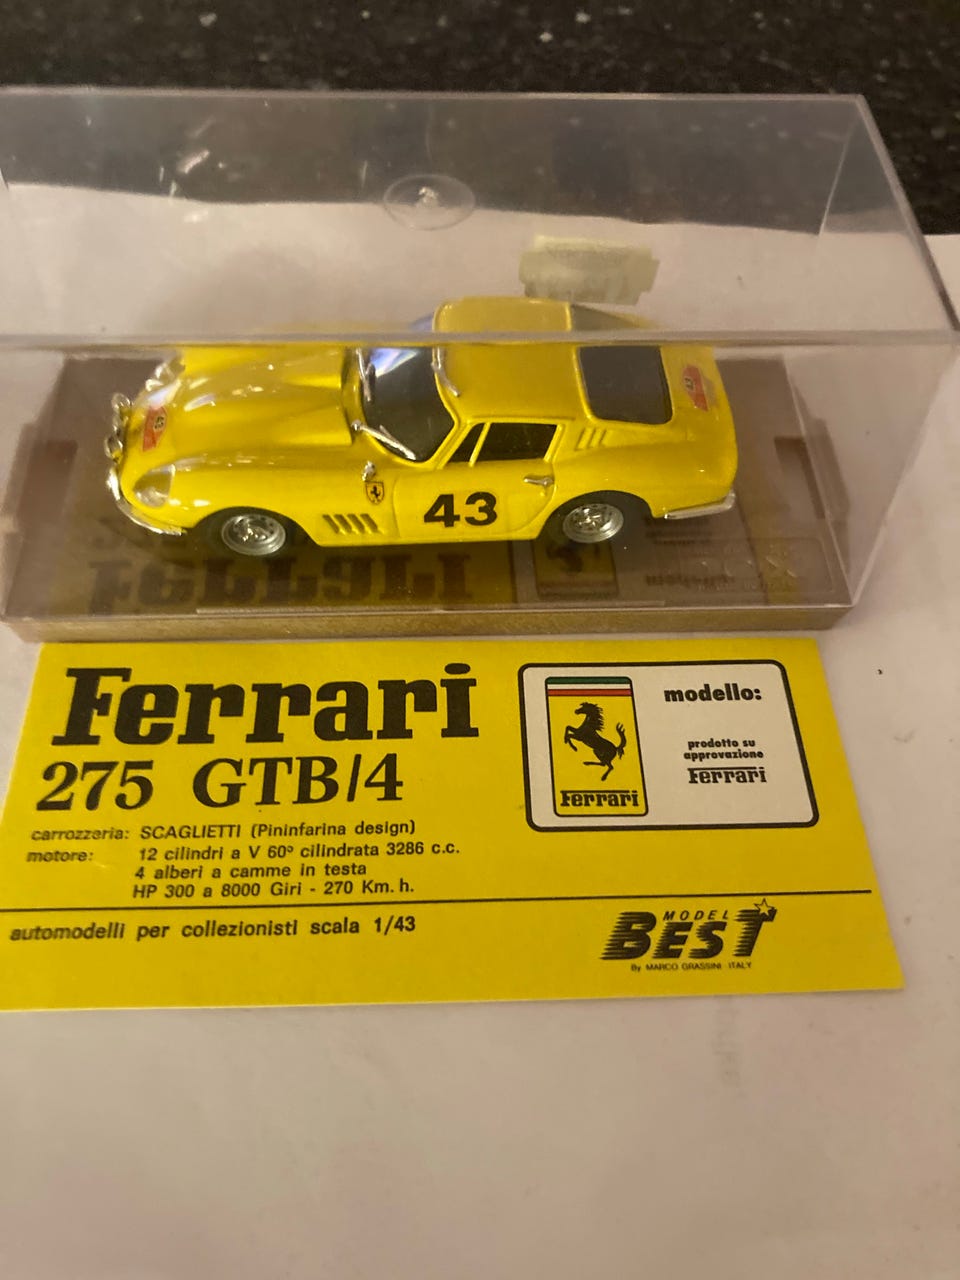 43
Ferrari
275 GTB/4
carrozzeria: SCAGLIETTI (Pininfarina design)
motore: 12 cilindri a V 60º cilindrata 3286 c.c.
4 alberi a camme in testa
HP 300 a 8000 Giri - 270 Km. h.
modello:
prodotto su
approvazione
Ferrari
Ferrari
automodelli per collezionisti scala 1/43
MODEL
BEST
By MARCO GRASSINI - ITALY